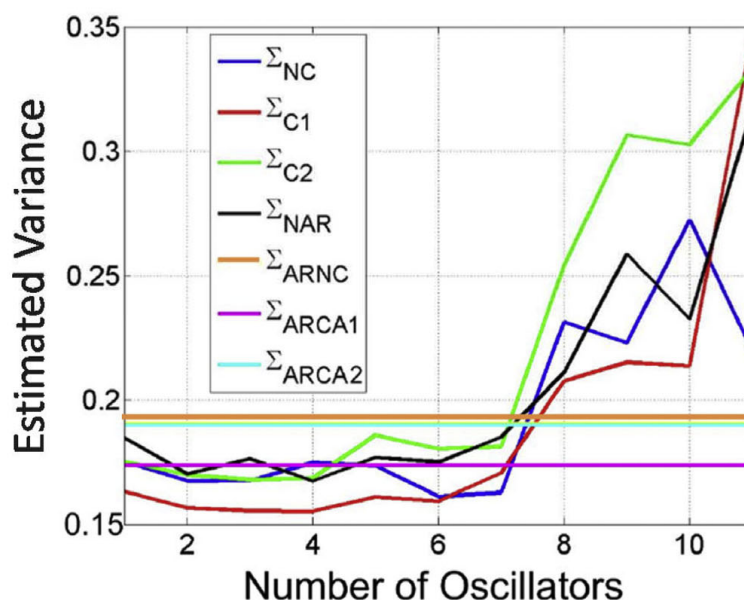 0.35
0.3
0.25
0.2
0.15
Estimated Variance
Σ_NC
Σ_C1
Σ_C2
Σ_NAR
Σ_ARNC
Σ_ARCA1
Σ_ARCA2
2 4 6 8 10
Number of Oscillators